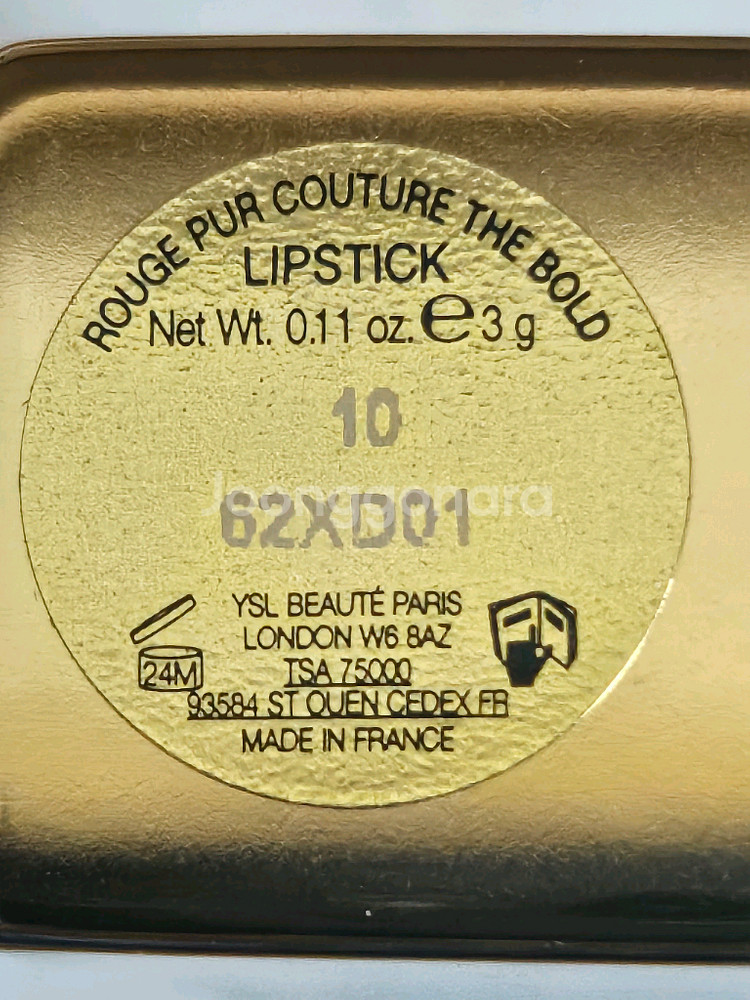 ROUGE PUR COUTURE THE BOLD
LIPSTICK
Net Wt. 0.11 oz. e 3 g
10
62XD01
Joonggonara
24M
YSL BEAUTÉ PARIS
LONDON W6 8AZ
TSA 75000
93584 ST OUEN CEDEX FR
MADE IN FRANCE